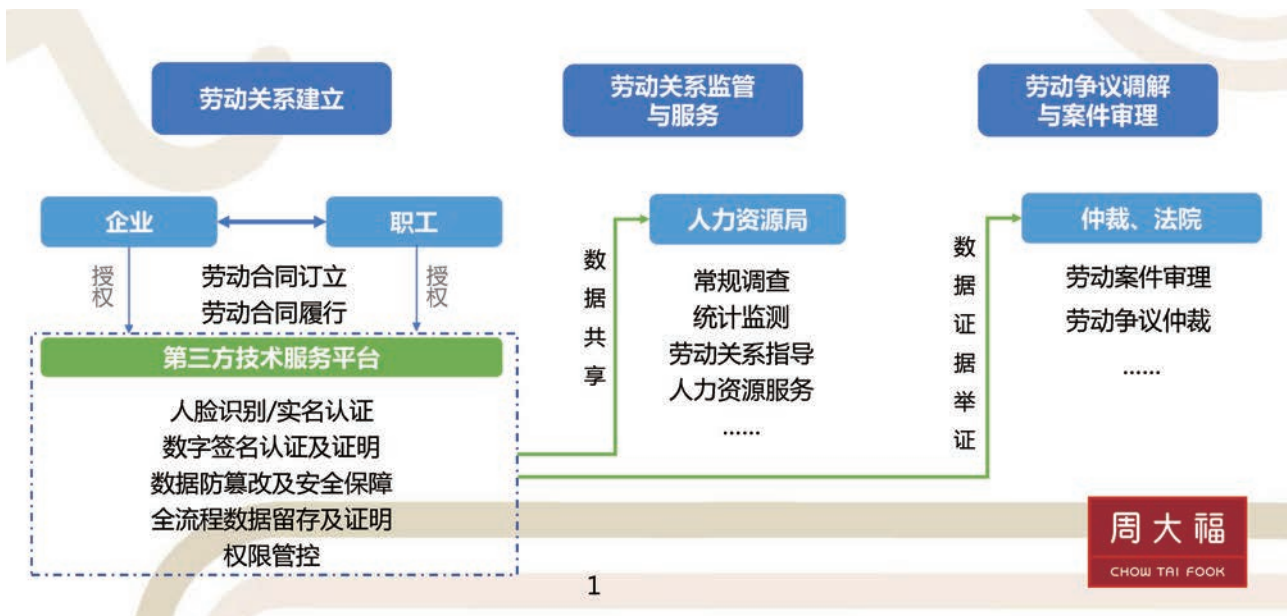 劳动关系建立
劳动关系监管
与服务
劳动争议调解
与案件审理
企业
职工
授权
劳动合同订立
劳动合同履行
授权
第三方技术服务平台
人脸识别/实名认证
数字签名认证及证明
数据防篡改及安全保障
全流程数据留存及证明
权限管控
数据共享
人力资源局
常规调查
统计监测
劳动关系指导
人力资源服务
......
数据证据举证
仲裁、法院
劳动案件审理
劳动争议仲裁
......
周大福
CHOW TAI FOOK
1